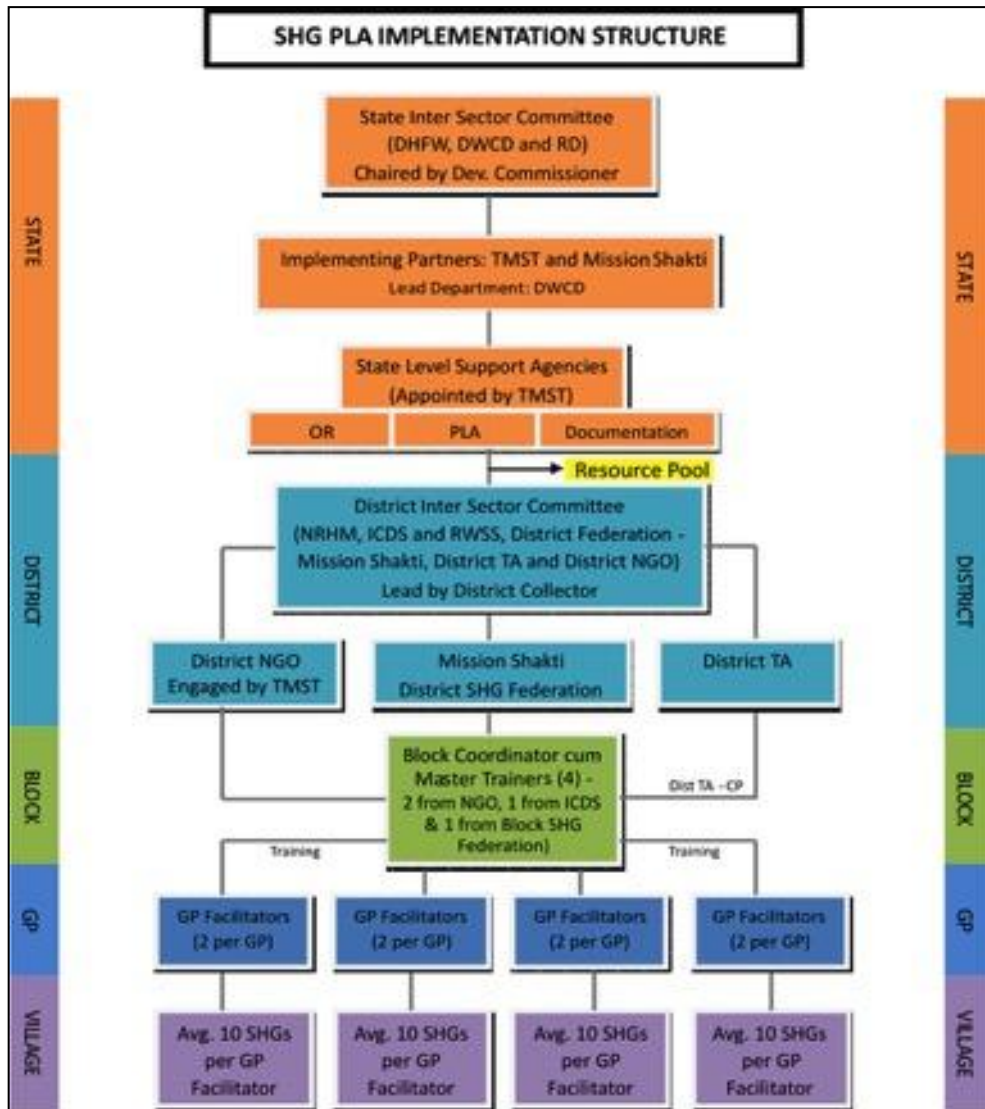 SHG PLA IMPLEMENTATION STRUCTURE
STATE
STATE
State Inter Sector Committee
(DHFW, DWCD and RD)
Chaired by Dev. Commissioner
Implementing Partners: TMST and Mission Shakti
Lead Department: DWCD
State Level Support Agencies
(Appointed by TMST)
OR
PLA
Documentation
Resource Pool
DISTRICT
DISTRICT
District Inter Sector Committee
(NRHM, ICDS and RWSS, District Federation -
Mission Shakti, District TA and District NGO)
Lead by District Collector
District NGO
Engaged by TMST
Mission Shakti
District SHG Federation
District TA
BLOCK
BLOCK
Block Coordinator cum
Master Trainers (4) -
2 from NGO, 1 from ICDS
& 1 from Block SHG
Federation)
Dist TA - CP
Training
Training
GP
GP
GP Facilitators
(2 per GP)
GP Facilitators
(2 per GP)
GP Facilitators
(2 per GP)
GP Facilitators
(2 per GP)
VILLAGE
VILLAGE
Avg. 10 SHGs
per GP
Facilitator
Avg. 10 SHGs
per GP
Facilitator
Avg. 10 SHGs
per GP
Facilitator
Avg. 10 SHGs
per GP
Facilitator